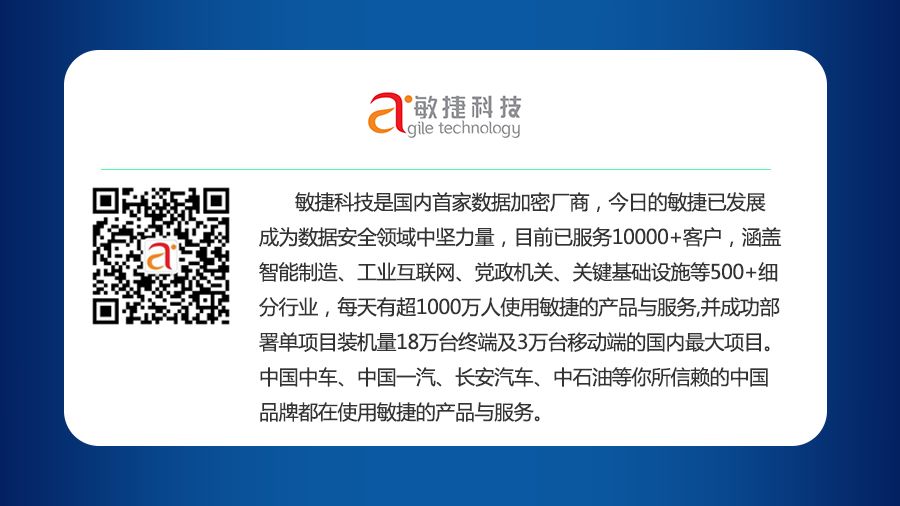 敏捷科技
agile technology
敏捷科技是国内首家数据加密厂商，今日的敏捷已发展
成为数据安全领域中坚力量，目前已服务10000+客户，涵盖
智能制造、工业互联网、党政机关、关键基础设施等500+细
分行业，每天有超1000万人使用敏捷的产品与服务,并成功部
署单项目装机量18万台终端及3万台移动端的国内最大项目。
中国中车、中国一汽、长安汽车、中石油等你所信赖的中国
品牌都在使用敏捷的产品与服务。